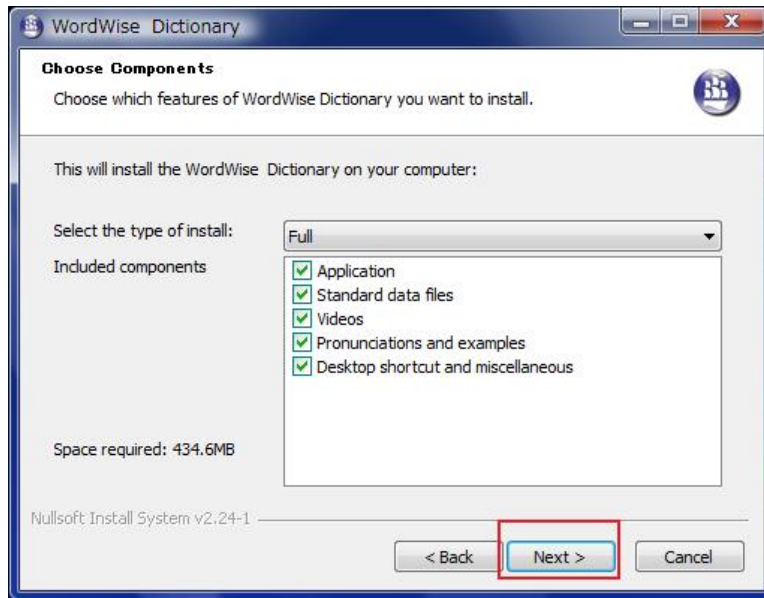 WordWise Dictionary
Choose Components
Choose which features of WordWise Dictionary you want to install.
This will install the WordWise Dictionary on your computer:
Select the type of install:
Full
Included components
Application
Standard data files
Videos
Pronunciations and examples
Desktop shortcut and miscellaneous
Space required: 434.6MB
Nullsoft Install System v2.24-1
< Back Next > Cancel